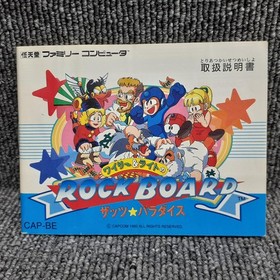 任天堂 ファミリー コンピュータ
とりあつかいせつめいしょ
取扱説明書
ワイリー&ライトの
ROCK BOARD
TM
ザッツ☆パラダイス
CAP-BE